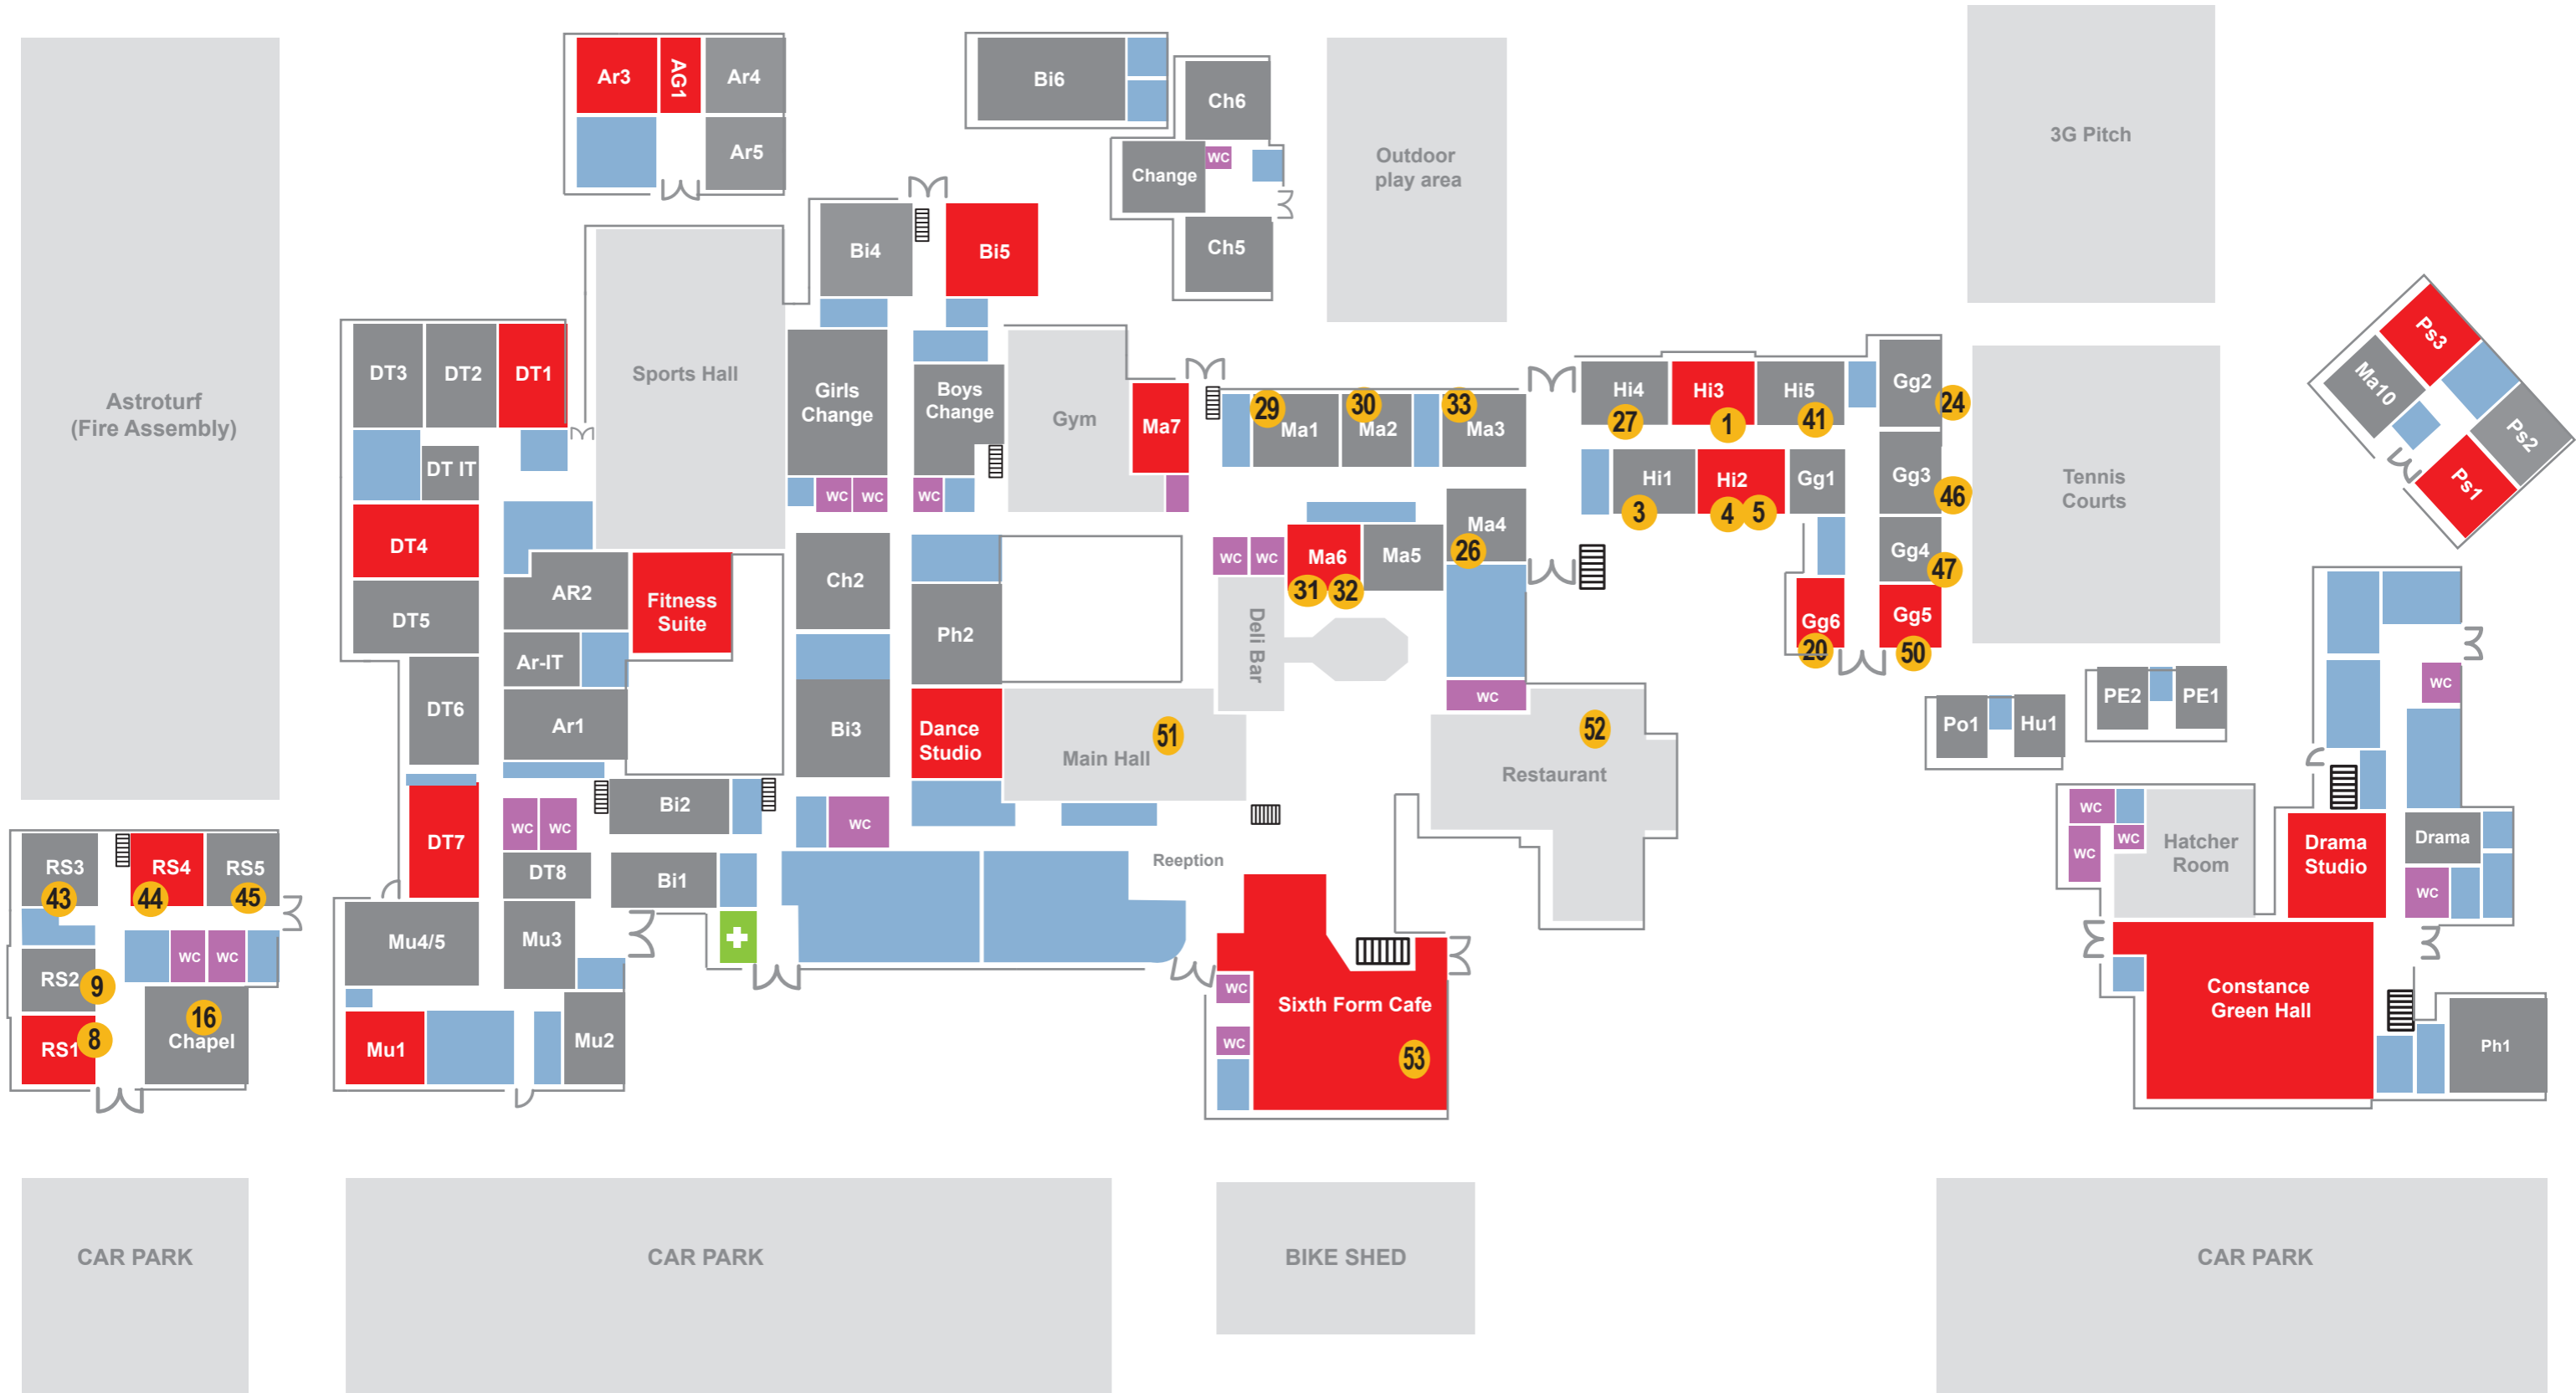 Ar3
AG1
Ar4
Ar5
Bi6
Ch6
WC
Change
Ch5
Outdoor
play area
3G Pitch
Astroturf
(Fire Assembly)
Sports Hall
Bi4
Bi5
DT3
DT2
DT1
DT IT
DT4
DT5
DT6
DT7
AR2
Ar-IT
Ar1
Fitness
Suite
Girls
Change
WC
WC
Boys
Change
WC
Gym
Ma7
Ch2
Ph2
Bi3
Dance
Studio
Main Hall
51
Bi2
WC
WC
WC
DT8
Bi1
Mu4/5
Mu3
Mu1
Mu2
29
Ma1
30
Ma2
33
Ma3
Ma4
26
WC
WC
Ma6
31
32
Ma5
Deli Bar
WC
52
Restaurant
Reeption
Sixth Form Cafe
53
WC
WC
Hi4
27
Hi3
1
Hi5
41
Gg2
24
Hi1
3
Hi2
4
5
Gg1
Gg3
46
Gg4
47
Gg6
20
Gg5
50
Tennis
Courts
Ps3
Ma10
Ps2
Ps1
Po1
Hu1
PE2
PE1
WC
WC
WC
WC
Hatcher
Room
Drama
Studio
Drama
WC
Constance
Green Hall
Ph1
RS3
43
RS4
44
RS5
45
WC
WC
RS2
9
RS1
8
16
Chapel
CAR PARK
CAR PARK
BIKE SHED
CAR PARK